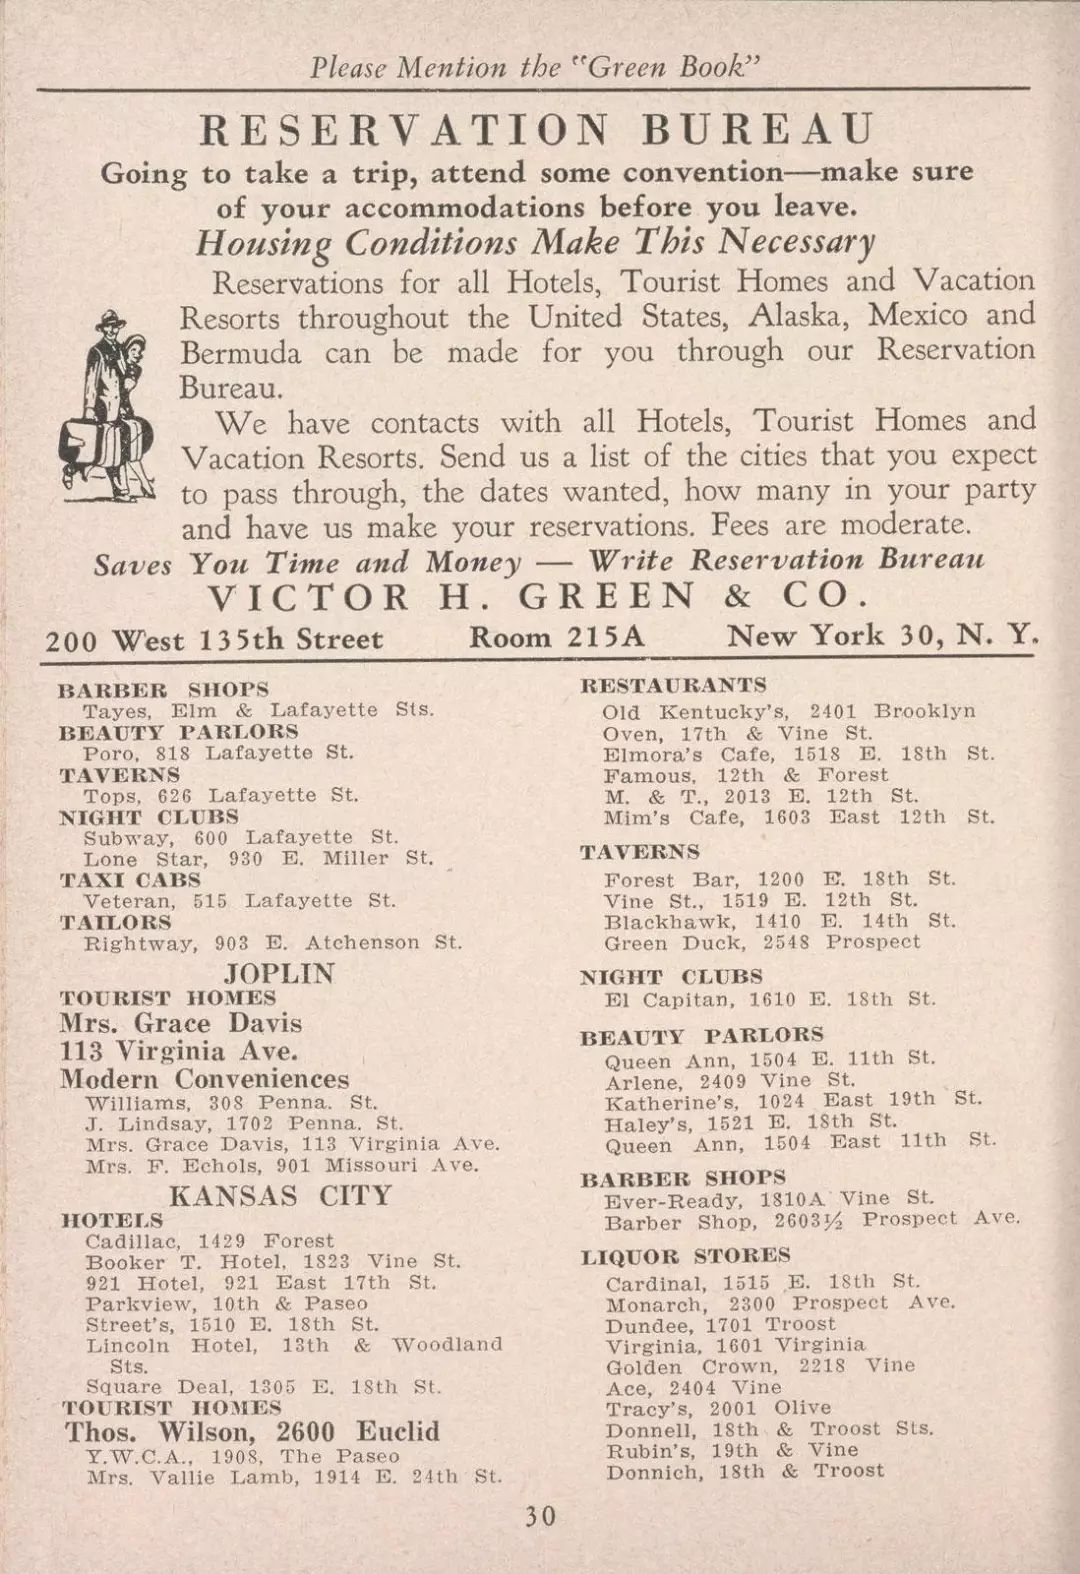 Please Mention the "Green Book"
RESERVATION BUREAU
Going to take a trip, attend some convention—make sure
of your accommodations before you leave.
Housing Conditions Make This Necessary
Reservations for all Hotels, Tourist Homes and Vacation
Resorts throughout the United States, Alaska, Mexico and
Bermuda can be made for you through our Reservation
Bureau.
We have contacts with all Hotels, Tourist Homes and
Vacation Resorts. Send us a list of the cities that you expect
to pass through, the dates wanted, how many in your party
and have us make your reservations. Fees are moderate.
Saves You Time and Money — Write Reservation Bureau
VICTOR H. GREEN & CO.
200 West 135th Street Room 215A New York 30, N. Y.
BARBER SHOPS
Tayes, Elm & Lafayette Sts.
BEAUTY PARLORS
Poro, 818 Lafayette St.
TAVERNS
Tops, 626 Lafayette St.
NIGHT CLUBS
Subway, 600 Lafayette St.
Lone Star, 930 E. Miller St.
TAXI CABS
Veteran, 515 Lafayette St.
TAILORS
Rightway, 903 E. Atchenson St.
JOPLIN
TOURIST HOMES
Mrs. Grace Davis
113 Virginia Ave.
Modern Conveniences
Williams, 308 Penna. St.
J. Lindsay, 1702 Penna. St.
Mrs. Grace Davis, 113 Virginia Ave.
Mrs. F. Echols, 901 Missouri Ave.
KANSAS CITY
HOTELS
Cadillac, 1429 Forest
Booker T. Hotel, 1823 Vine St.
921 Hotel, 921 East 17th St.
Parkview, 10th & Paseo
Street's, 1510 E. 18th St.
Lincoln Hotel, 13th & Woodland
Sts.
Square Deal, 1305 E. 18th St.
TOURIST HOMES
Thos. Wilson, 2600 Euclid
Y.W.C.A., 1908, The Paseo
Mrs. Vallie Lamb, 1914 E. 24th St.
RESTAURANTS
Old Kentucky's, 2401 Brooklyn
Oven, 17th & Vine St.
Elmora's Cafe, 1518 E. 18th St.
Famous, 12th & Forest
M. & T., 2013 E. 12th St.
Mim's Cafe, 1603 East 12th St.
TAVERNS
Forest Bar, 1200 E. 18th St.
Vine St., 1519 E. 12th St.
Blackhawk, 1410 E. 14th St.
Green Duck, 2548 Prospect
NIGHT CLUBS
El Capitan, 1610 E. 18th St.
BEAUTY PARLORS
Queen Ann, 1504 E. 11th St.
Arlene, 2409 Vine St.
Katherine's, 1024 East 19th St.
Haley's, 1521 E. 18th St.
Queen Ann, 1504 East 11th St.
BARBER SHOPS
Ever-Ready, 1810A Vine St.
Barber Shop, 2603½ Prospect Ave.
LIQUOR STORES
Cardinal, 1515 E. 18th St.
Monarch, 2300 Prospect Ave.
Dundee, 1701 Troost
Virginia, 1601 Virginia
Golden Crown, 2218 Vine
Ace, 2404 Vine
Tracy's, 2001 Olive
Donnell, 18th & Troost Sts.
Rubin's, 19th & Vine
Donnich, 18th & Troost
30